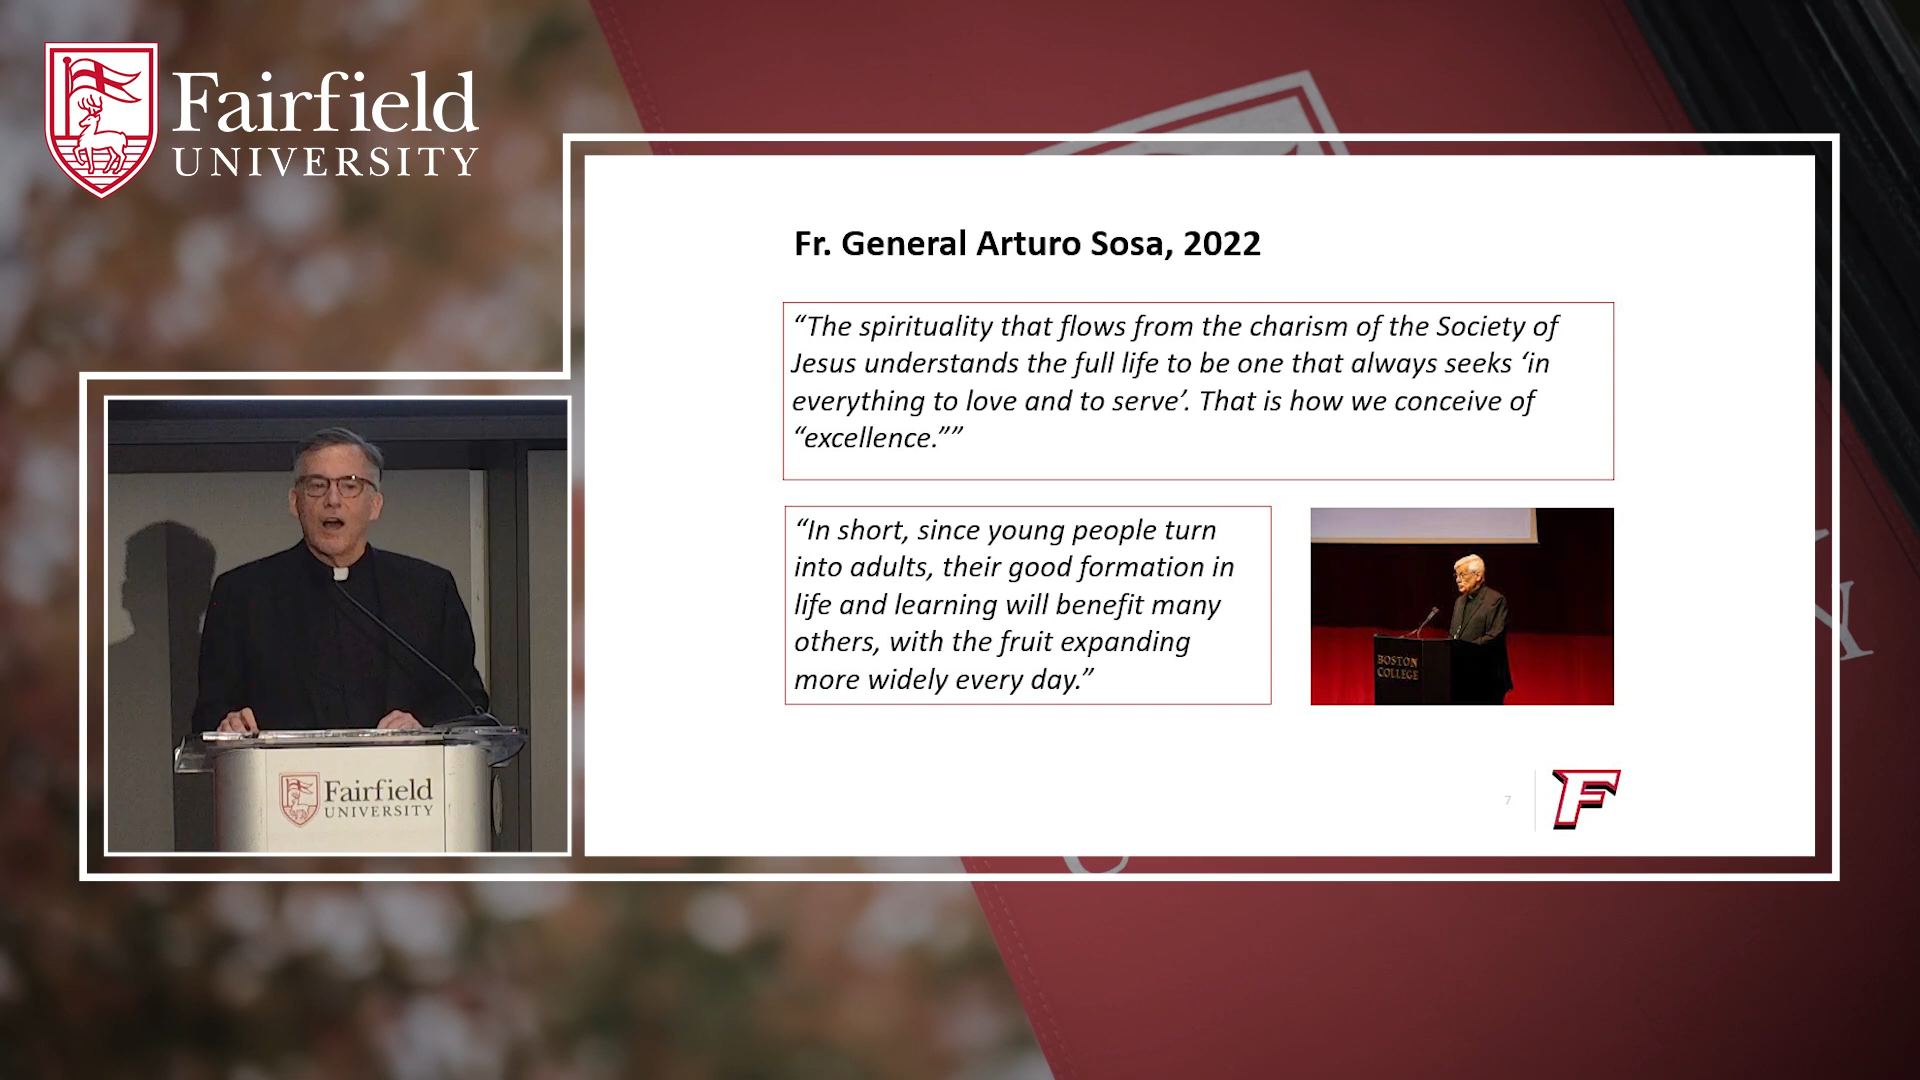 Fairfield
UNIVERSITY
Fr. General Arturo Sosa, 2022
“The spirituality that flows from the charism of the Society of
Jesus understands the full life to be one that always seeks ‘in
everything to love and to serve’. That is how we conceive of
“excellence.””
“In short, since young people turn
into adults, their good formation in
life and learning will benefit many
others, with the fruit expanding
more widely every day.”
BOSTON
COLLEGE
7
F
Fairfield
UNIVERSITY